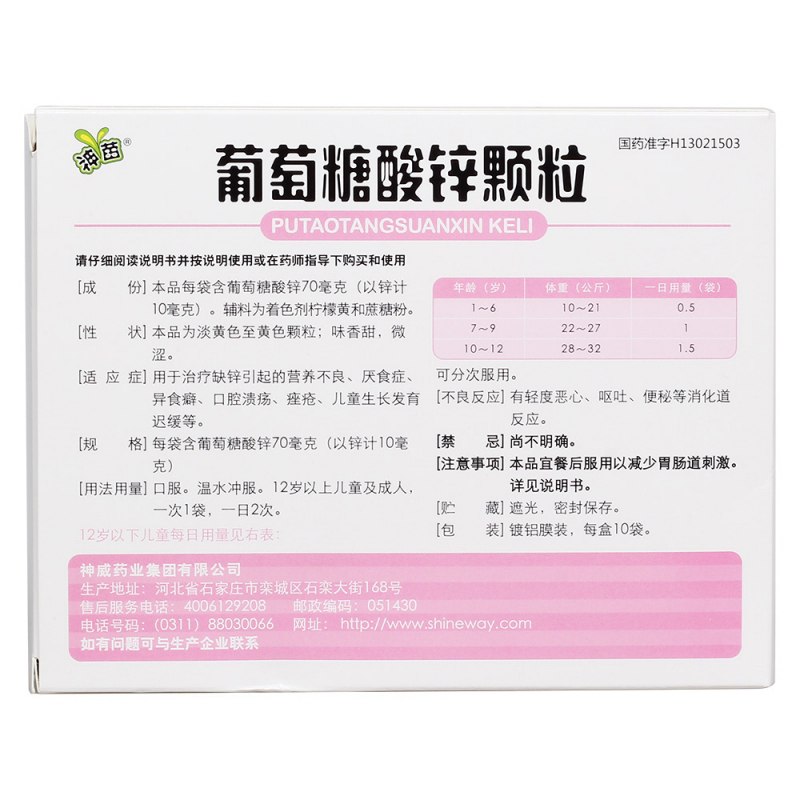 神苗®
国药准字H13021503
葡萄糖酸锌颗粒
PUTAOTANGSUANXIN KELI
请仔细阅读说明书并按说明使用或在药师指导下购买和使用
[成 份] 本品每袋含葡萄糖酸锌70毫克（以锌计
10毫克）。辅料为着色剂柠檬黄和蔗糖粉。
[性 状] 本品为淡黄色至黄色颗粒；味香甜，微
涩。
[适 应 症] 用于治疗缺锌引起的营养不良、厌食症、
异食癖、口腔溃疡、痤疮、儿童生长发育
迟缓等。
[规 格] 每袋含葡萄糖酸锌70毫克（以锌计10毫
克）
[用法用量] 口服。温水冲服。12岁以上儿童及成人，
一次1袋，一日2次。
12岁以下儿童每日用量见右表：
年龄（岁） 体重（公斤） 一日用量（袋）
1～6 10～21 0.5
7～9 22～27 1
10～12 28～32 1.5
可分次服用。
[不良反应] 有轻度恶心、呕吐、便秘等消化道
反应。
[禁 忌] 尚不明确。
[注意事项] 本品宜餐后服用以减少胃肠道刺激。
详见说明书。
[贮 藏] 遮光，密封保存。
[包 装] 镀铝膜装，每盒10袋。
神威药业集团有限公司
生产地址：河北省石家庄市栾城区石栾大街168号
售后服务电话：4006129208 邮政编码：051430
电话号码：(0311) 88030066 网址：http://www.shineway.com
如有问题可与生产企业联系